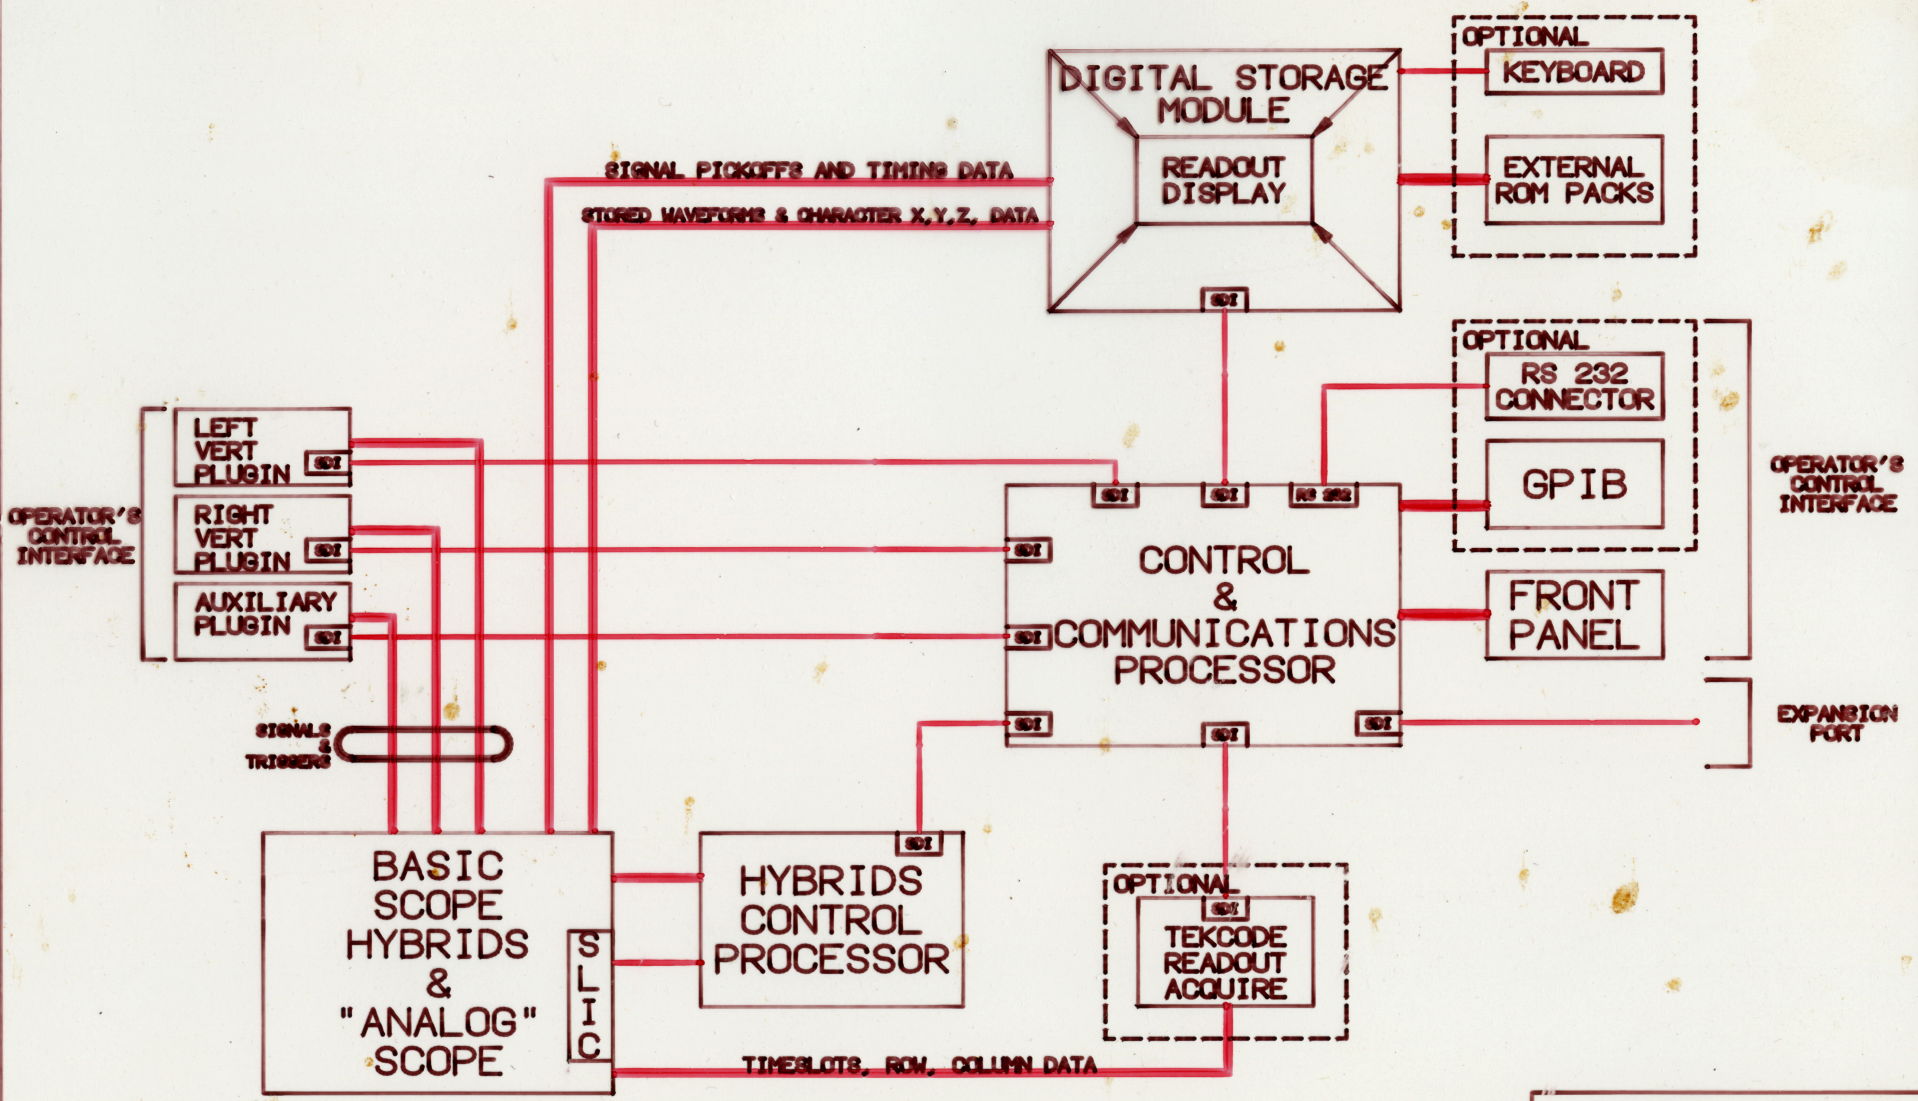 OPTIONAL
KEYBOARD
EXTERNAL
ROM PACKS
DIGITAL STORAGE
MODULE
READOUT
DISPLAY
SDI
SIGNAL PICKOFFS AND TIMING DATA
STORED WAVEFORMS & CHARACTER X,Y,Z, DATA
OPTIONAL
RS 232
CONNECTOR
GPIB
FRONT
PANEL
OPERATOR'S
CONTROL
INTERFACE
EXPANSION
PORT
OPERATOR'S
CONTROL
INTERFACE
LEFT
VERT
PLUGIN
SDI
RIGHT
VERT
PLUGIN
SDI
AUXILIARY
PLUGIN
SDI
SIGNALS
&
TRIGGERS
SDI
SDI
RS 232
SDI
CONTROL
&
SDI
COMMUNICATIONS
PROCESSOR
SDI
SDI
SDI
BASIC
SCOPE
HYBRIDS
&
"ANALOG"
SCOPE
SLIC
SDI
HYBRIDS
CONTROL
PROCESSOR
OPTIONAL
SDI
TEKCODE
READOUT
ACQUIRE
TIMESLOTS, ROW, COLUMN DATA